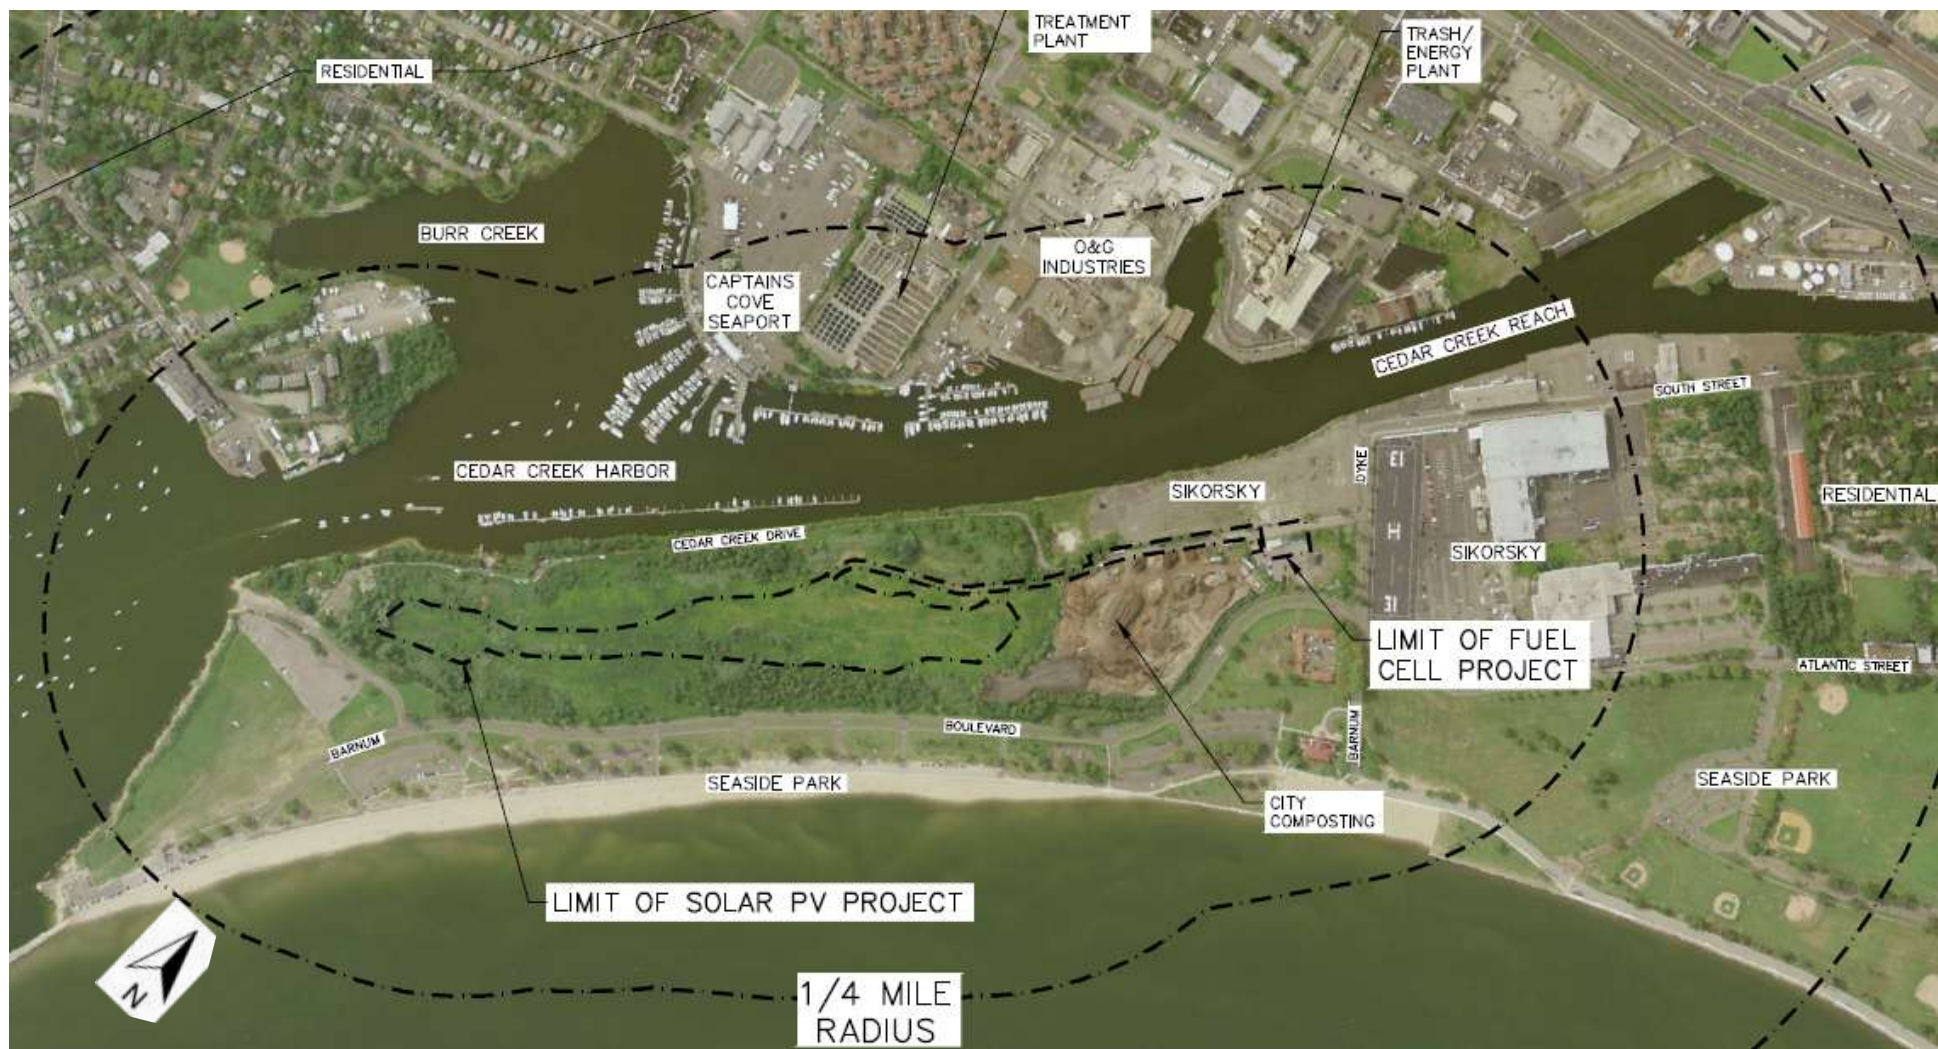 TREATMENT
PLANT
TRASH/
ENERGY
PLANT
RESIDENTIAL
BURR CREEK
O&G
INDUSTRIES
CAPTAINS
COVE
SEAPORT
CEDAR CREEK REACH
SOUTH STREET
CEDAR CREEK HARBOR
DYKE
13
SIKORSKY
RESIDENTIAL
H
CEDAR CREEK DRIVE
SIKORSKY
31
LIMIT OF FUEL
CELL PROJECT
ATLANTIC STREET
BARNUM
BOULEVARD
BARNUM
SEASIDE PARK
SEASIDE PARK
CITY
COMPOSTING
LIMIT OF SOLAR PV PROJECT
N
1/4 MILE
RADIUS